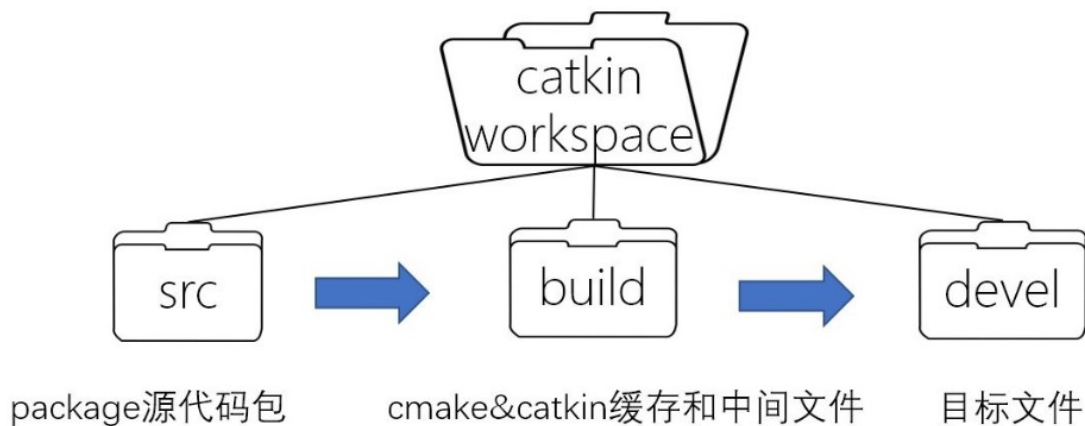 catkin
workspace
src
build
devel
package源代码包
cmake&catkin缓存和中间文件
目标文件